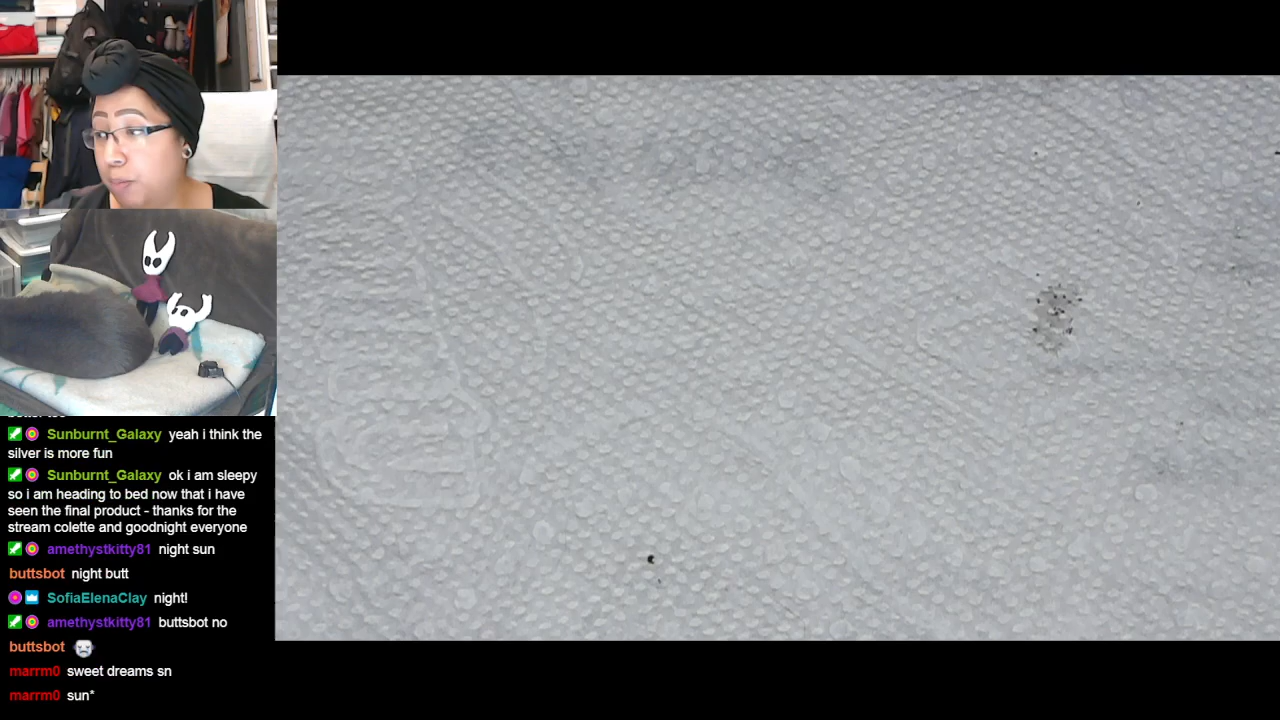 Sunburnt_Galaxy yeah i think the
silver is more fun
Sunburnt_Galaxy ok i am sleepy
so i am heading to bed now that i have
seen the final product - thanks for the
stream colette and goodnight everyone
amethystkitty81 night sun
buttsbot night butt
SofiaElenaClay night!
amethystkitty81 buttsbot no
buttsbot
marrm0 sweet dreams sn
marrm0 sun*